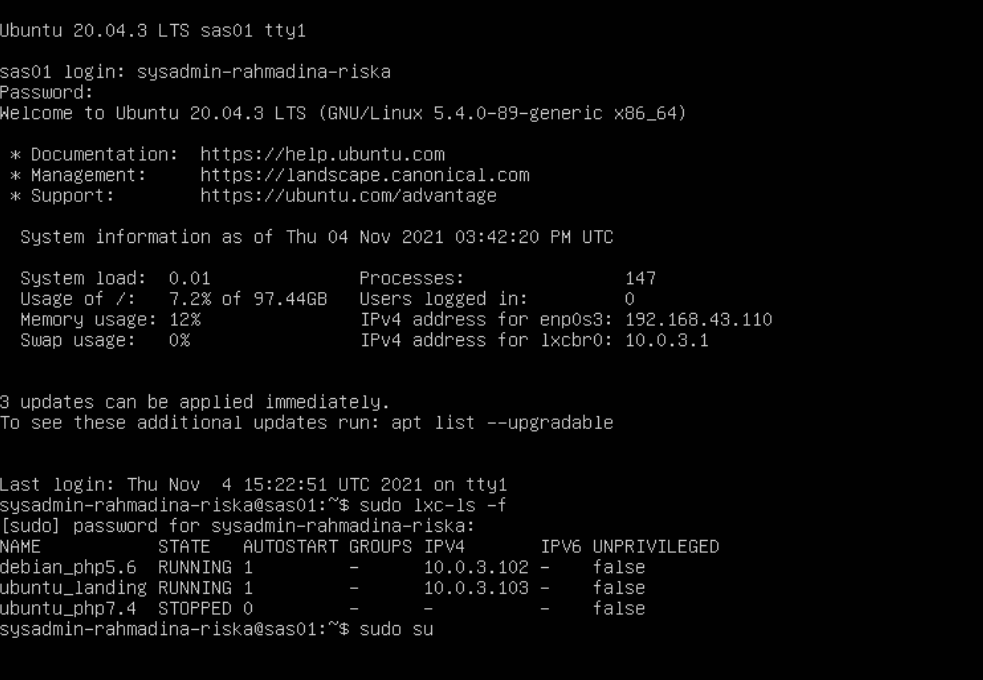 Ubuntu 20.04.3 LTS sas01 tty1
sas01 login: sysadmin-rahmadina-riska
Password:
Welcome to Ubuntu 20.04.3 LTS (GNU/Linux 5.4.0-89-generic x86_64)
* Documentation:  https://help.ubuntu.com
* Management:     https://landscape.canonical.com
* Support:        https://ubuntu.com/advantage
System information as of Thu 04 Nov 2021 03:42:20 PM UTC
System load:  0.01              Processes:               147
Usage of /:   7.2% of 97.44GB   Users logged in:         0
Memory usage: 12%               IPv4 address for enp0s3: 192.168.43.110
Swap usage:   0%                IPv4 address for lxcbr0: 10.0.3.1
3 updates can be applied immediately.
To see these additional updates run: apt list --upgradable
Last login: Thu Nov  4 15:22:51 UTC 2021 on tty1
sysadmin-rahmadina-riska@sas01:~$ sudo lxc-ls -f
[sudo] password for sysadmin-rahmadina-riska:
NAME           STATE   AUTOSTART GROUPS IPV4       IPV6 UNPRIVILEGED
debian_php5.6  RUNNING 1         -      10.0.3.102 -    false
ubuntu_landing RUNNING 1         -      10.0.3.103 -    false
ubuntu_php7.4  STOPPED 0         -      -          -    false
sysadmin-rahmadina-riska@sas01:~$ sudo su